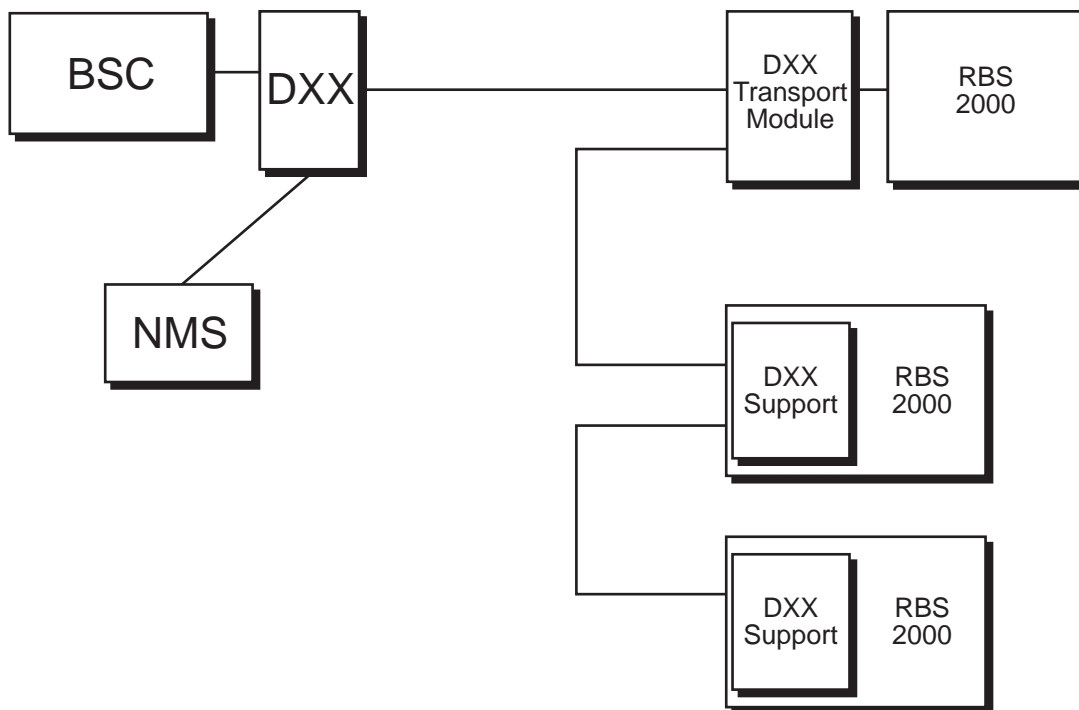 BSC
DXX
DXX
Transport
Module
RBS
2000
NMS
DXX
Support
RBS
2000
DXX
Support
RBS
2000